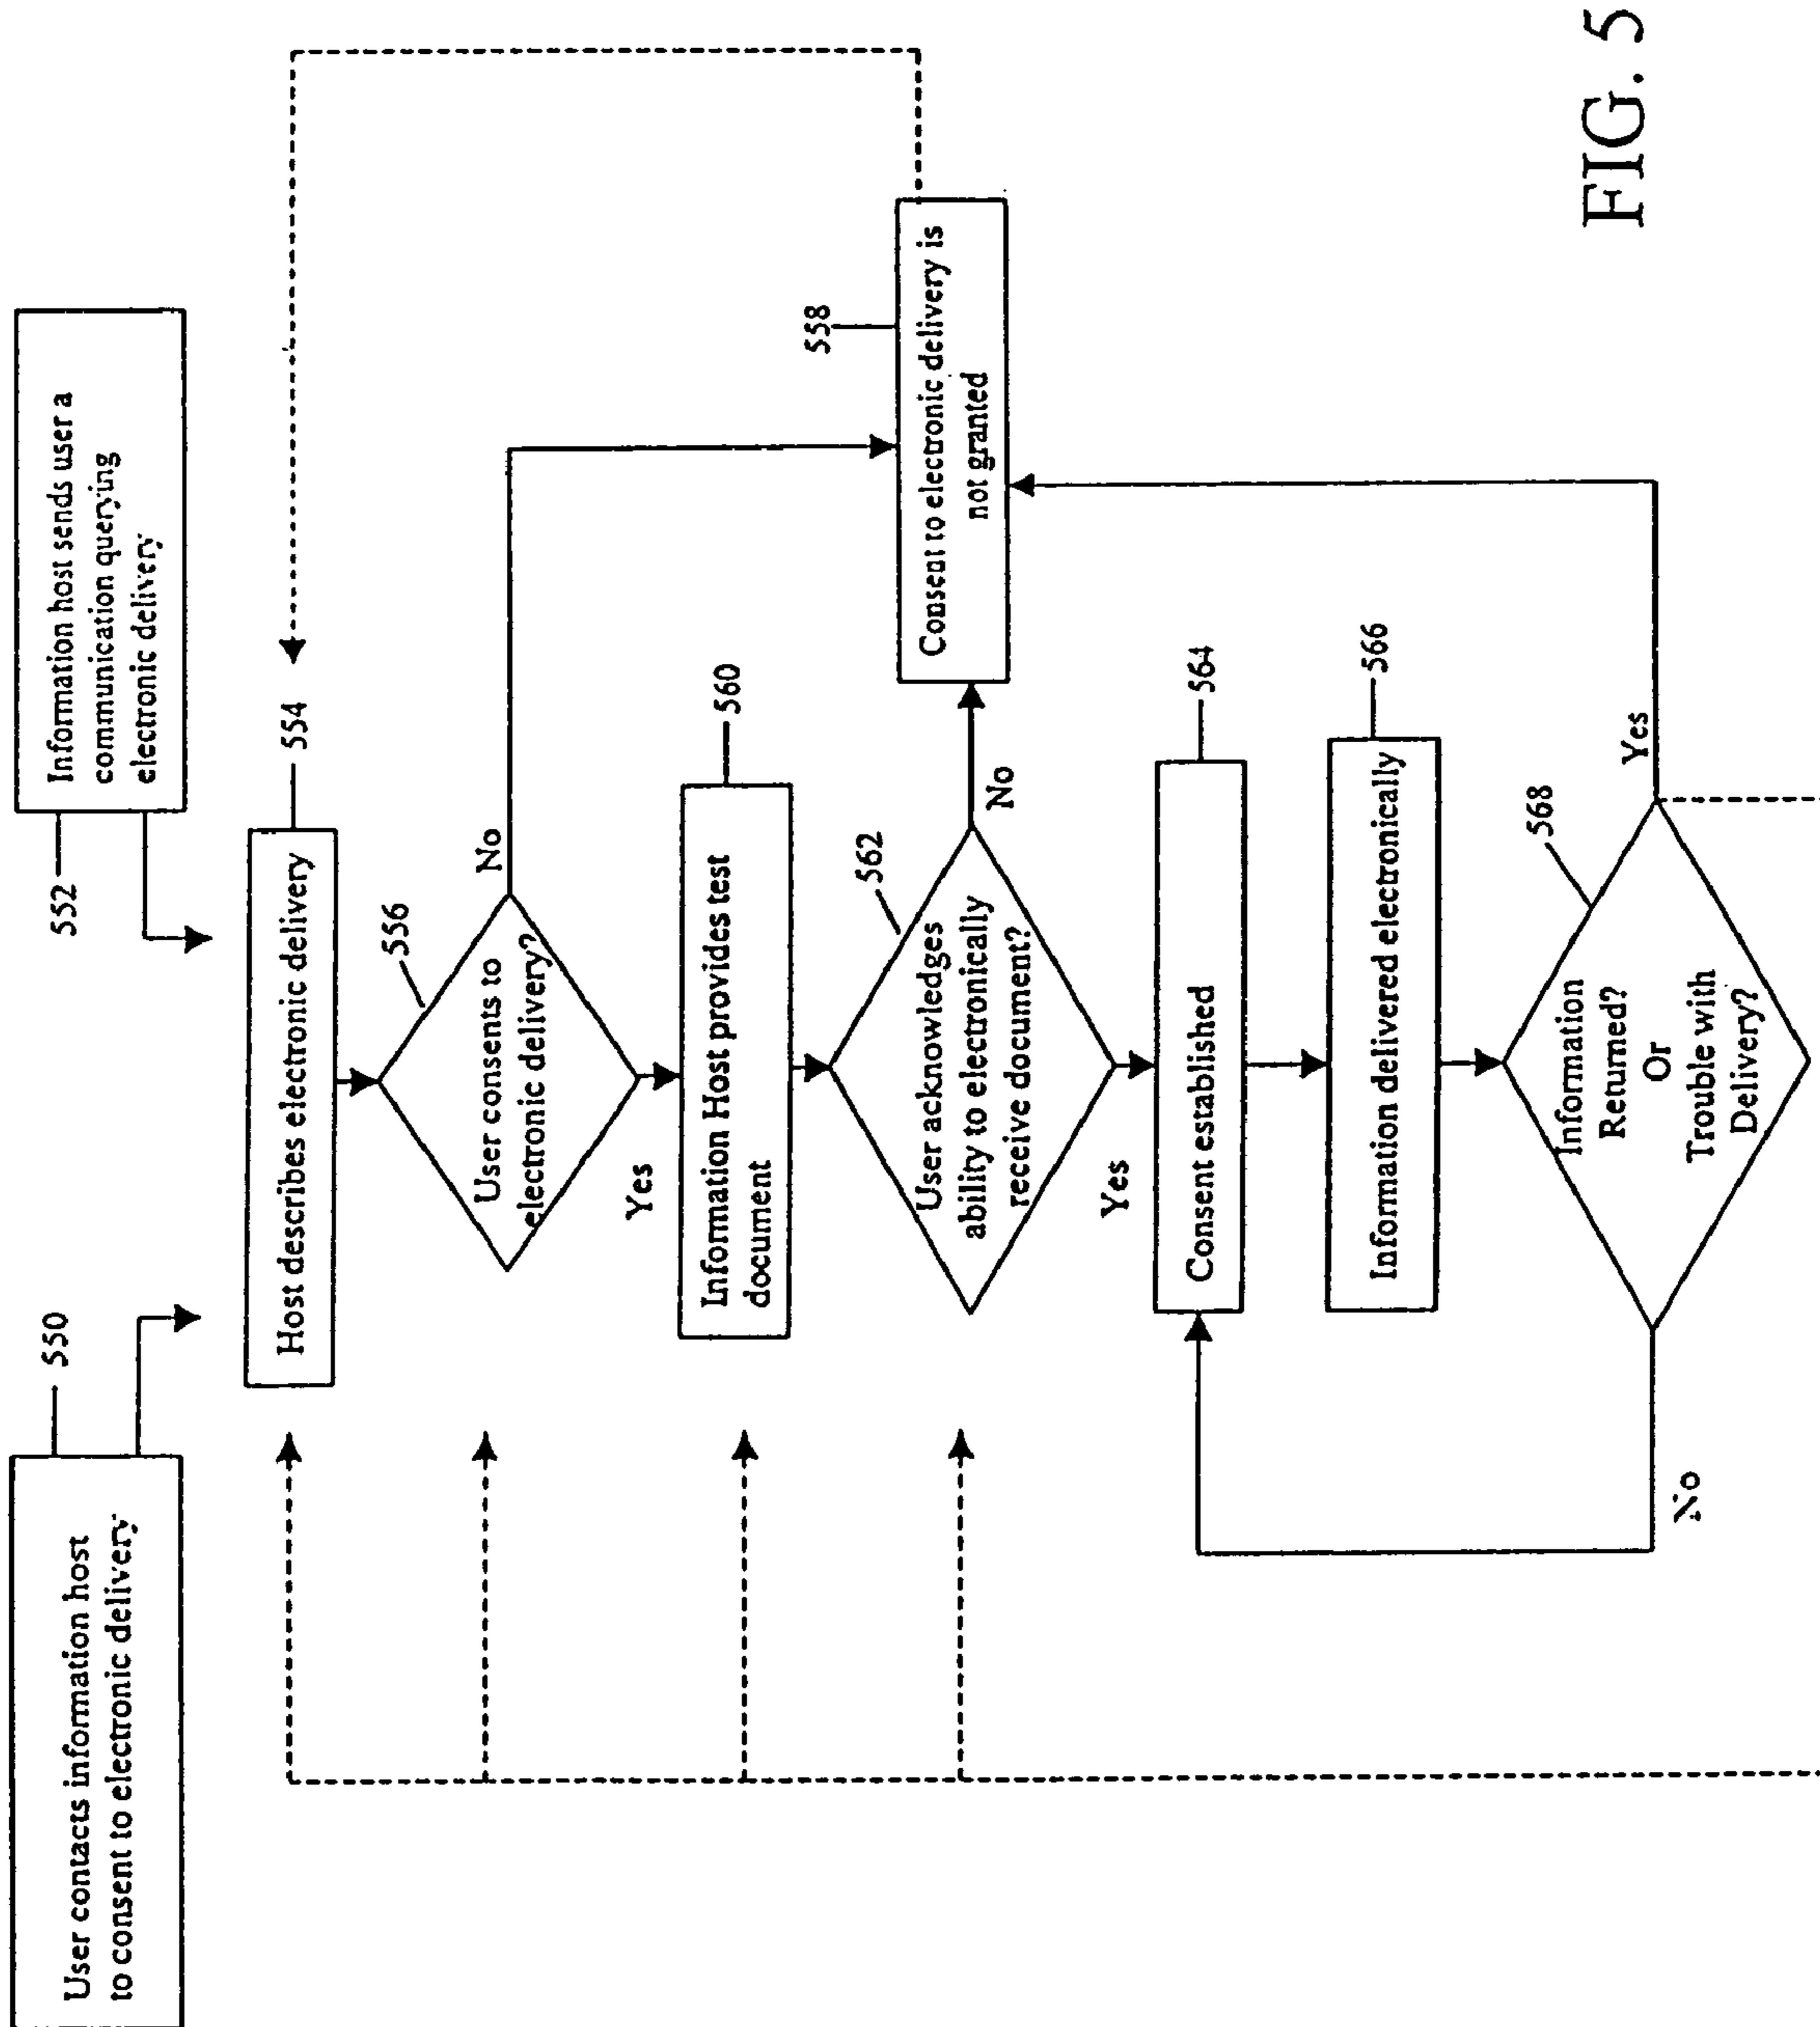 User contacts information host
to consent to electronic delivery
550
Information host sends user a
communication querying
electronic delivery
552
Host describes electronic delivery
554
User consents to
electronic delivery?
556
No
Yes
Information Host provides test
document
560
User acknowledges
ability to electronically
receive document?
562
No
Yes
Consent to electronic delivery is
not granted
558
Consent established
564
Information delivered electronically
566
Information
Returned?
Or
Trouble with
Delivery?
568
Yes
No
FIG. 5